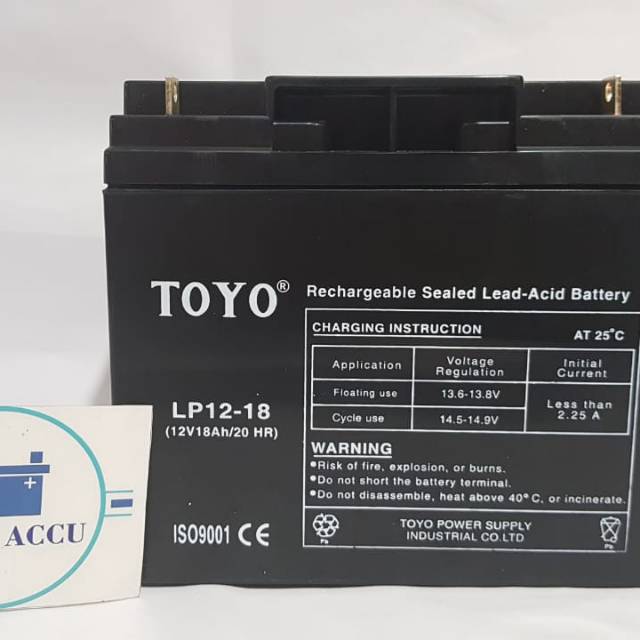 TOYO®
Rechargeable Sealed Lead-Acid Battery
CHARGING INSTRUCTION
AT 25°C
Application
Voltage
Regulation
Initial
Current
Floating use
13.6-13.8V
Less than
2.25 A
Cycle use
14.5-14.9V
LP12-18
(12V18Ah/20 HR)
WARNING
•Risk of fire, explosion, or burns.
•Do not short the battery terminal.
•Do not disassemble, heat above 40°C, or incinerate.
ISO9001 CE
Pb
TOYO POWER SUPPLY
INDUSTRIAL CO.LTD
Pb
ACCU